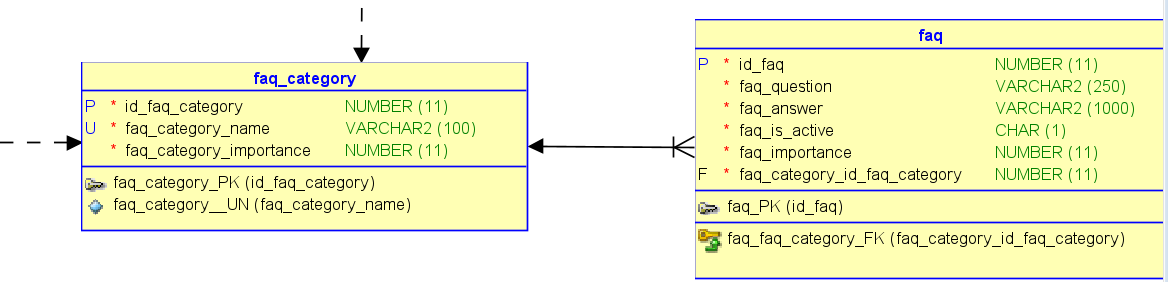 faq_category
P * id_faq_category NUMBER (11)
U * faq_category_name VARCHAR2 (100)
* faq_category_importance NUMBER (11)
faq_category_PK (id_faq_category)
faq_category__UN (faq_category_name)
faq
P * id_faq NUMBER (11)
* faq_question VARCHAR2 (250)
* faq_answer VARCHAR2 (1000)
* faq_is_active CHAR (1)
* faq_importance NUMBER (11)
F * faq_category_id_faq_category NUMBER (11)
faq_PK (id_faq)
faq_faq_category_FK (faq_category_id_faq_category)